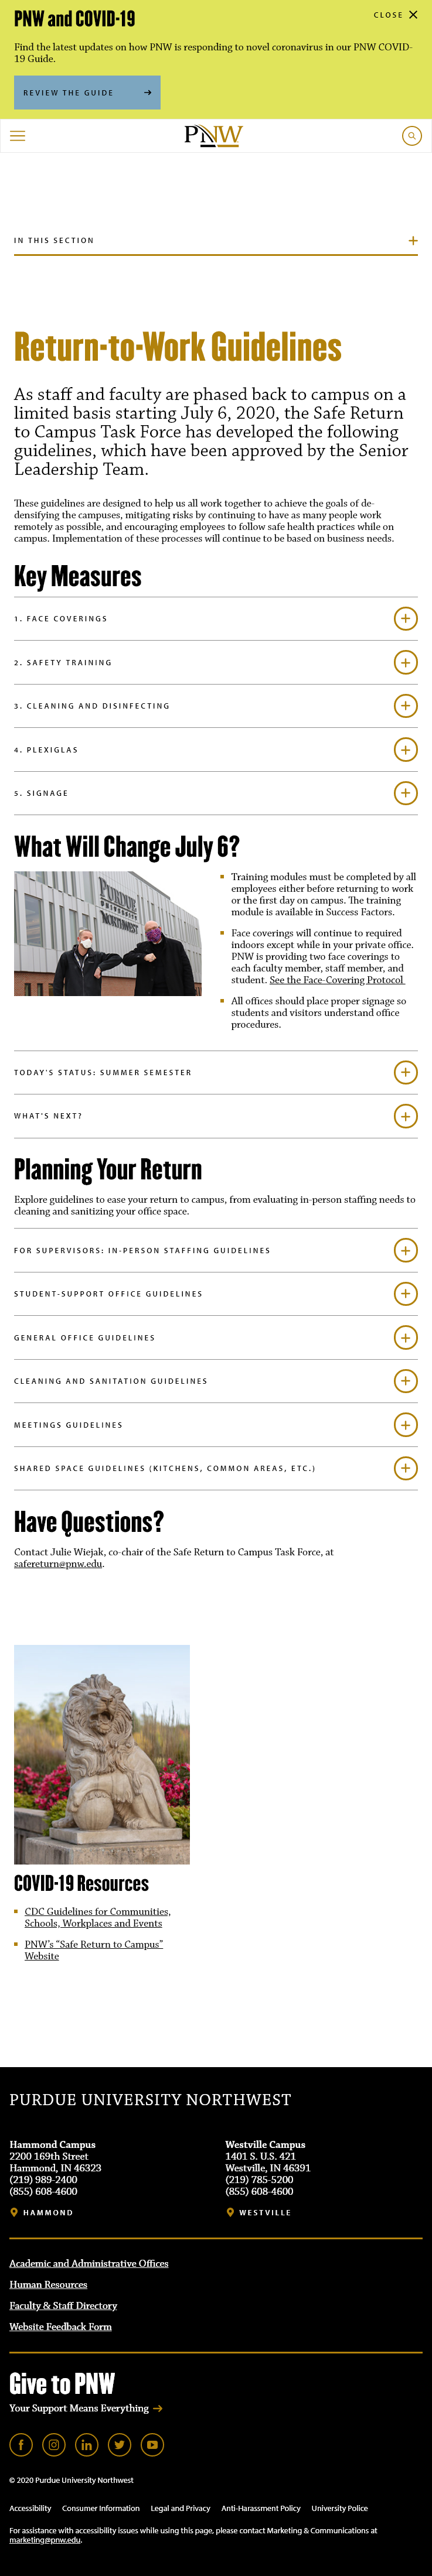 PNW and COVID-19
CLOSE
Find the latest updates on how PNW is responding to novel coronavirus in our PNW COVID-
19 Guide.
REVIEW THE GUIDE
PNW
IN THIS SECTION
Return-to-Work Guidelines
As staff and faculty are phased back to campus on a
limited basis starting July 6, 2020, the Safe Return
to Campus Task Force has developed the following
guidelines, which have been approved by the Senior
Leadership Team.
These guidelines are designed to help us all work together to achieve the goals of de-
densifying the campuses, mitigating risks by continuing to have as many people work
remotely as possible, and encouraging employees to follow safe health practices while on
campus. Implementation of these processes will continue to be based on business needs.
Key Measures
1. FACE COVERINGS
2. SAFETY TRAINING
3. CLEANING AND DISINFECTING
4. PLEXIGLAS
5. SIGNAGE
What Will Change July 6?
PURDUE
UNIVERSITY
NORTHWEST
Training modules must be completed by all
employees either before returning to work
or the first day on campus. The training
module is available in Success Factors.
Face coverings will continue to required
indoors except while in your private office.
PNW is providing two face coverings to
each faculty member, staff member, and
student. See the Face-Covering Protocol
All offices should place proper signage so
students and visitors understand office
procedures.
TODAY'S STATUS: SUMMER SEMESTER
WHAT'S NEXT?
Planning Your Return
Explore guidelines to ease your return to campus, from evaluating in-person staffing needs to
cleaning and sanitizing your office space.
FOR SUPERVISORS: IN-PERSON STAFFING GUIDELINES
STUDENT-SUPPORT OFFICE GUIDELINES
GENERAL OFFICE GUIDELINES
CLEANING AND SANITATION GUIDELINES
MEETINGS GUIDELINES
SHARED SPACE GUIDELINES (KITCHENS, COMMON AREAS, ETC.)
Have Questions?
Contact Julie Wiejak, co-chair of the Safe Return to Campus Task Force, at
safereturn@pnw.edu.
COVID-19 Resources
CDC Guidelines for Communities,
Schools, Workplaces and Events
PNW's "Safe Return to Campus"
Website
PURDUE UNIVERSITY NORTHWEST
Hammond Campus
2200 169th Street
Hammond, IN 46323
(219) 989-2400
(855) 608-4600
HAMMOND
Westville Campus
1401 S. U.S. 421
Westville, IN 46391
(219) 785-5200
(855) 608-4600
WESTVILLE
Academic and Administrative Offices
Human Resources
Faculty & Staff Directory
Website Feedback Form
Give to PNW
Your Support Means Everything
© 2020 Purdue University Northwest
Accessibility Consumer Information Legal and Privacy Anti-Harassment Policy University Police
For assistance with accessibility issues while using this page, please contact Marketing & Communications at
marketing@pnw.edu.